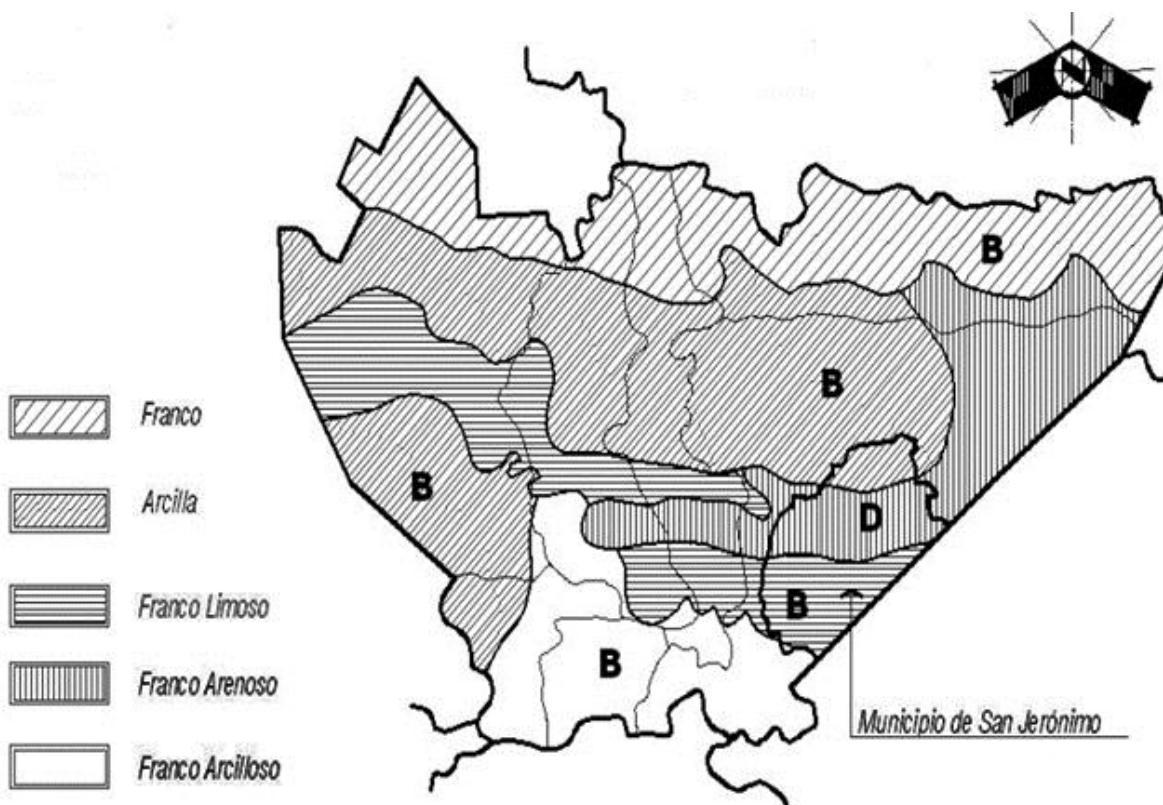 N
B
B
B
D
B
B
Franco
Arcilla
Franco Limoso
Franco Arenoso
Franco Arcilloso
Municipio de San Jerónimo